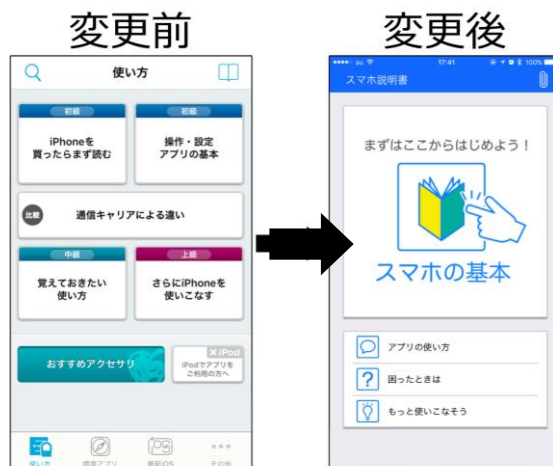 変更前
変更後
使い方
初級
初級
iPhoneを
買ったらまず読む
操作・設定
アプリの基本
比較
通信キャリアによる違い
中級
上級
覚えておきたい
使い方
さらにiPhoneを
使いこなす
おすすめアクセサリ
×iPod
iPodでアプリを
ご利用の方へ
使い方
標準アプリ
最新iOS
その他
au 17:41 100%
スマホ説明書
まずはここからはじめよう！
スマホの基本
アプリの使い方
困ったときは
もっと使いこなそう